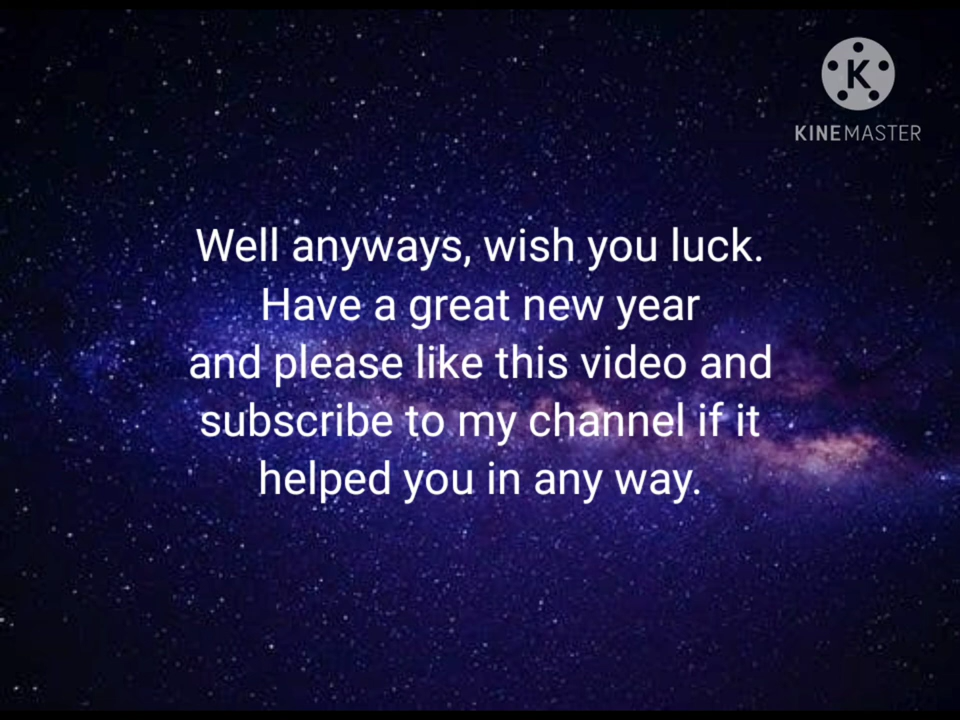 K
KINEMASTER
Well anyways, wish you luck.
Have a great new year
and please like this video and
subscribe to my channel if it
helped you in any way.